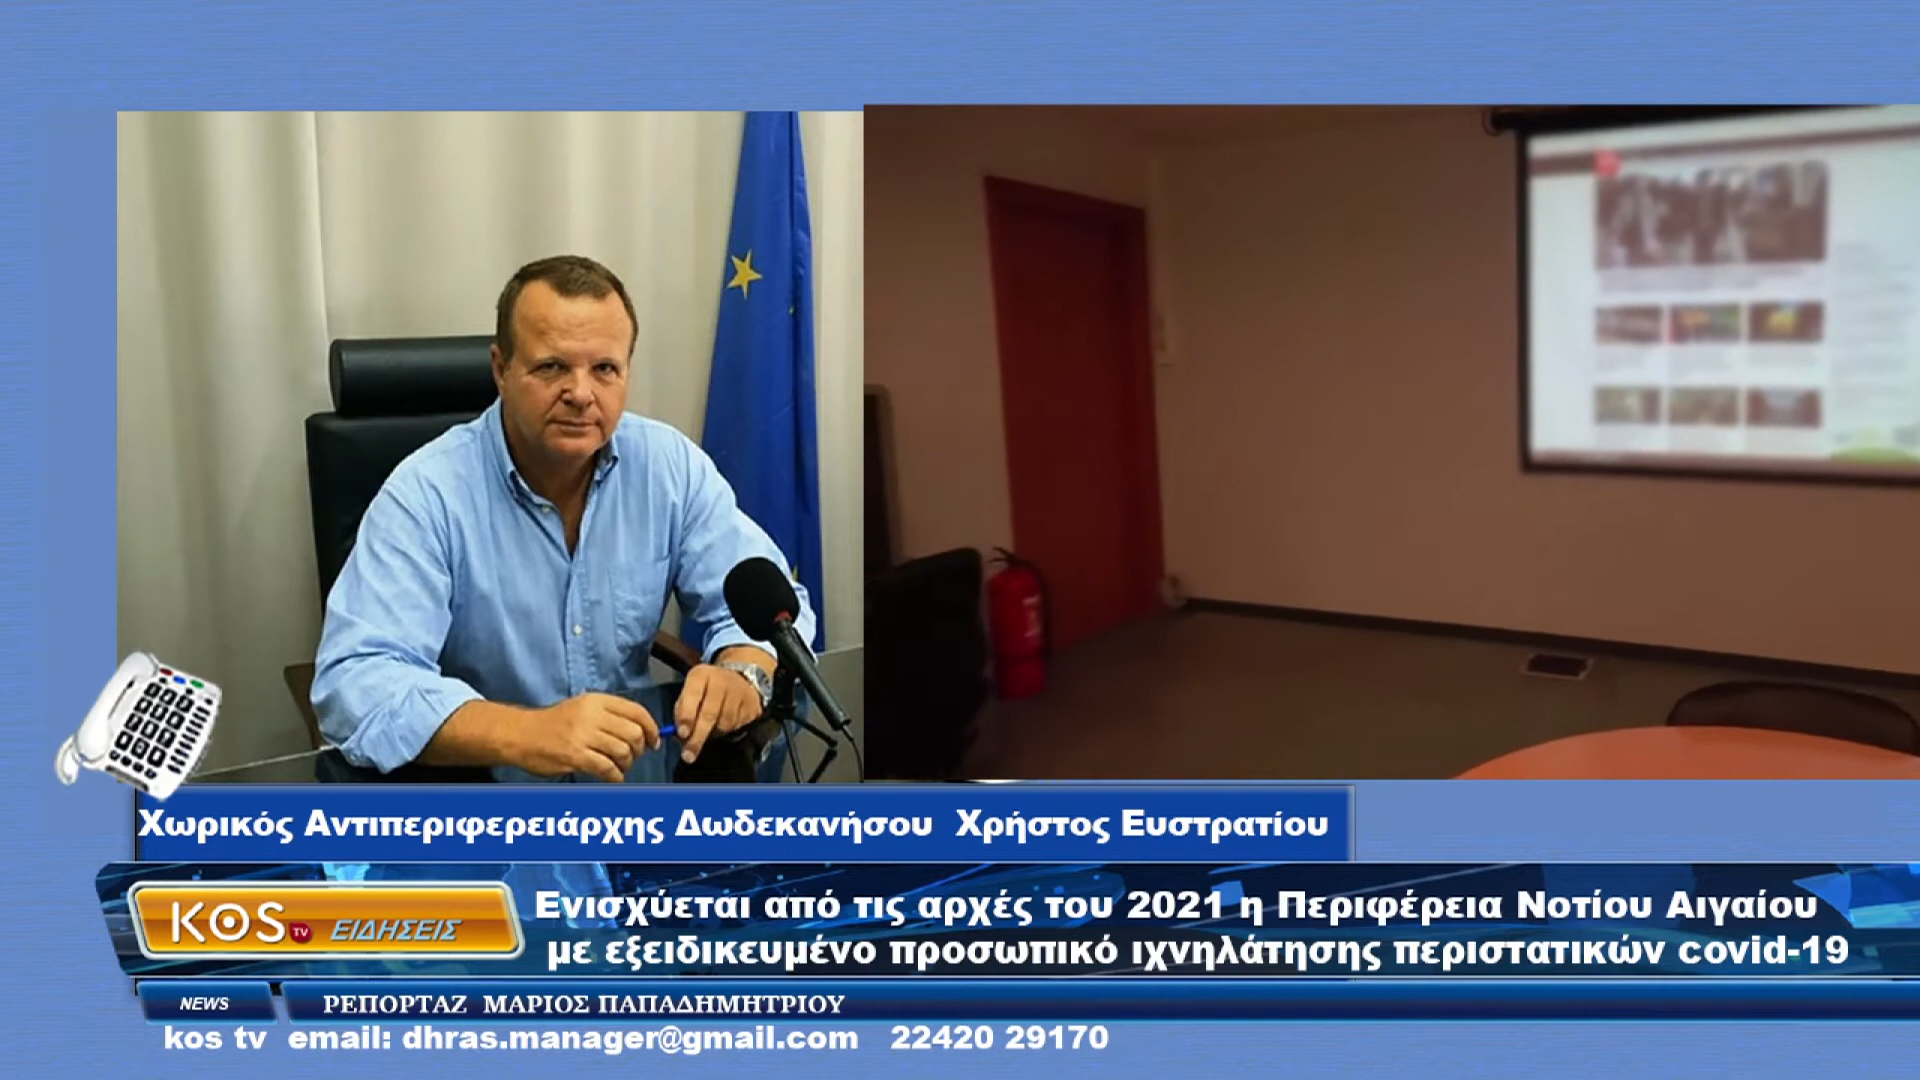 Χωρικός Αντιπεριφερειάρχης Δωδεκανήσου Χρήστος Ευστρατίου
KOS TV ΕΙΔΗΣΕΙΣ
Ενισχύεται από τις αρχές του 2021 η Περιφέρεια Νοτίου Αιγαίου
με εξειδικευμένο προσωπικό ιχνηλάτησης περιστατικών covid-19
NEWS ΡΕΠΟΡΤΑΖ ΜΑΡΙΟΣ ΠΑΠΑΔΗΜΗΤΡΙΟΥ
kos tv email: dhras.manager@gmail.com 22420 29170